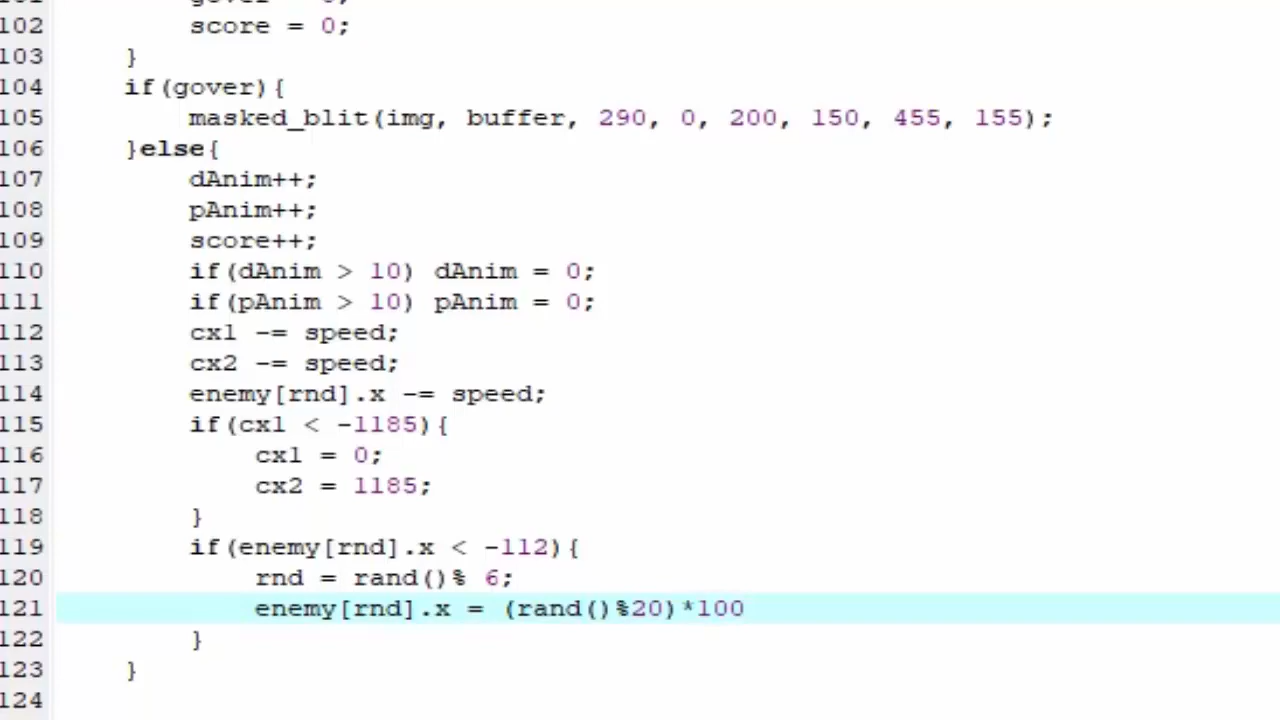 102 score = 0;
103 }
104 if(gover){
105 masked_blit(img, buffer, 290, 0, 200, 150, 455, 155);
106 }else{
107 dAnim++;
108 pAnim++;
109 score++;
110 if(dAnim > 10) dAnim = 0;
111 if(pAnim > 10) pAnim = 0;
112 cx1 -= speed;
113 cx2 -= speed;
114 enemy[rnd].x -= speed;
115 if(cx1 < -1185){
116 cx1 = 0;
117 cx2 = 1185;
118 }
119 if(enemy[rnd].x < -112){
120 rnd = rand()% 6;
121 enemy[rnd].x = (rand()%20)*100
122 }
123 }
124